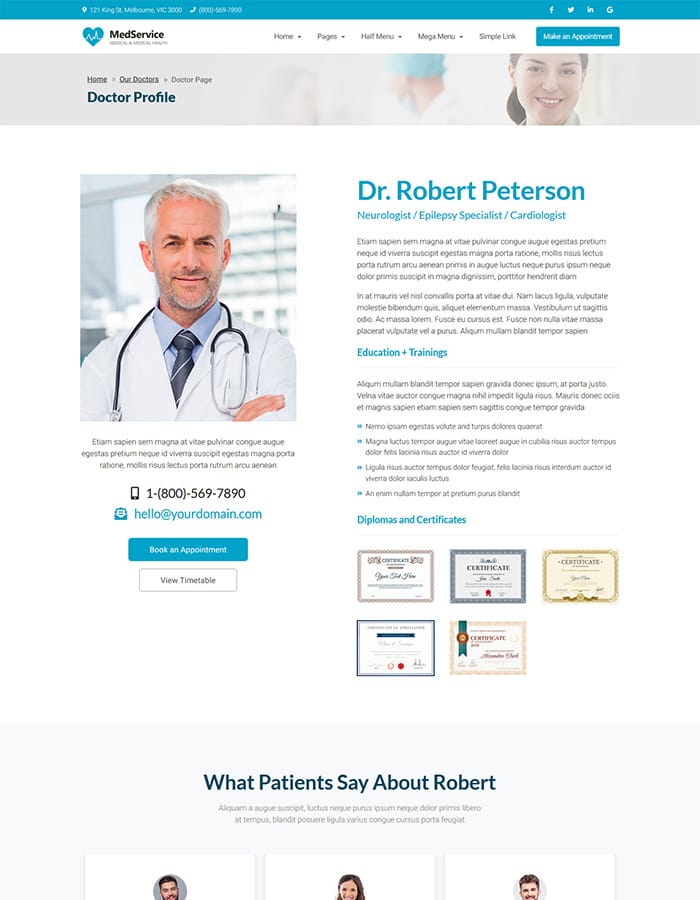 121 King St, Melbourne, VIC 3000 (800)-569-7890
MedService
MEDICAL & MEDICAL HEALTH
Home Pages Half Menu Mega Menu Simple Link Make an Appointment
Home » Our Doctors » Doctor Page
Doctor Profile
Etiam sapien sem magna at vitae pulvinar congue augue
egestas pretium neque id viverra suscipit egestas magna porta
ratione, mollis risus lectus porta rutrum arcu aenean
1-(800)-569-7890
hello@yourdomain.com
Book an Appointment
View Timetable
Dr. Robert Peterson
Neurologist / Epilepsy Specialist / Cardiologist
Etiam sapien sem magna at vitae pulvinar congue augue egestas pretium
neque id viverra suscipit egestas magna porta ratione, mollis risus lectus
porta rutrum arcu aenean primis in augue luctus neque purus ipsum neque
dolor primis suscipit in magna dignissim, porttitor hendrerit diam
In at mauris vel nisl convallis porta at vitae dui. Nam lacus ligula, vulputate
molestie bibendum quis, aliquet elementum massa. Vestibulum ut sagittis
odio. Ac massa lorem. Fusce eu cursus est. Fusce non nulla vitae massa
placerat vulputate vel a purus. Aliqum mullam blandit tempor sapien
Education + Trainings
Aliqum mullam blandit tempor sapien gravida donec ipsum, at porta justo.
Velna vitae auctor congue magna nihil impedit ligula risus. Mauris donec ociis
et magnis sapien etiam sapien sem sagittis congue tempor gravida
» Nemo ipsam egestas volute and turpis dolores quaerat
» Magna luctus tempor augue vitae laoreet augue in cubilia risus auctor tempus
dolor felis lacinia risus auctor id viverra dolor
» Ligula risus auctor tempus dolor feugiat, felis lacinia risus interdum auctor id
viverra dolor iaculis luctus
» An enim nullam tempor at pretium purus blandit
Diplomas and Certificates
CERTIFICATE
Your Text Here
CERTIFICATE
CERTIFICATE
CERTIFICATE OF APPRECIATION
CERTIFICATE
What Patients Say About Robert
Aliquam a augue suscipit, luctus neque purus ipsum neque dolor primis libero
at tempus, blandit posuere ligula varius congue cursus porta feugiat